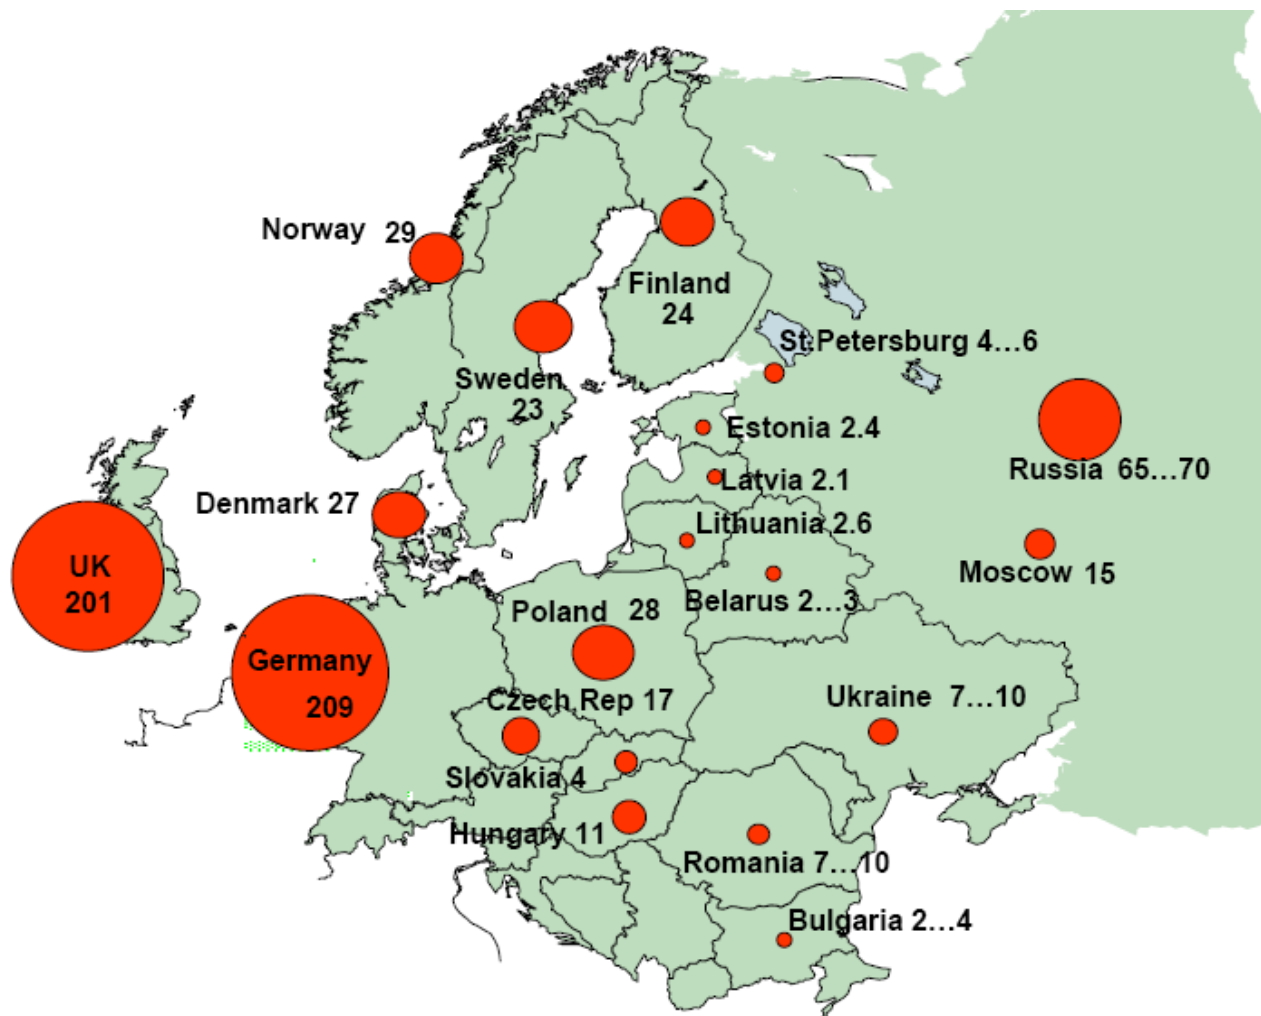 Norway 29
Finland
24
St.Petersburg 4...6
Sweden
23
Estonia 2.4
Russia 65...70
Latvia 2.1
Denmark 27
Lithuania 2.6
UK
201
Moscow 15
Belarus 2...3
Poland 28
Germany
209
Czech Rep 17
Ukraine 7...10
Slovakia 4
Hungary 11
Romania 7...10
Bulgaria 2...4